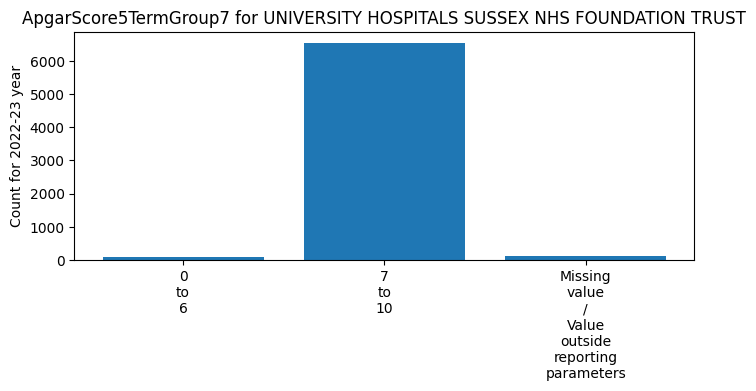 ApgarScore5TermGroup7 for UNIVERSITY HOSPITALS SUSSEX NHS FOUNDATION TRUST
Count for 2022-23 year
6000
5000
4000
3000
2000
1000
0
0
to
6
7
to
10
Missing
value
/
Value
outside
reporting
parameters